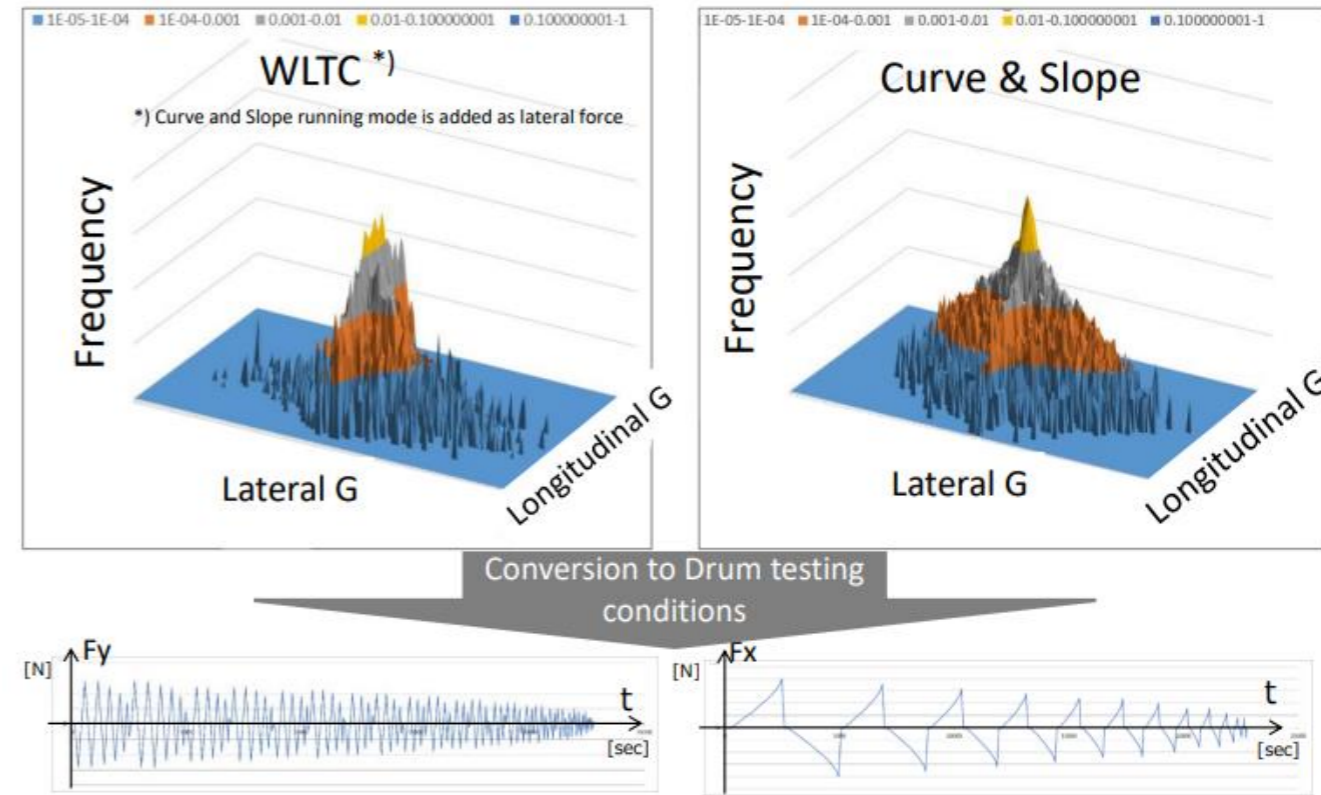 1E-05-1E-04 1E-04-0.001 0.001-0.01 0.01-0.100000001 0.100000001-1
WLTC *)
*) Curve and Slope running mode is added as lateral force
Frequency
Lateral G
Longitudinal G
1E-05-1E-04 1E-04-0.001 0.001-0.01 0.01-0.100000001 0.100000001-1
Curve & Slope
Frequency
Lateral G
Longitudinal G
Conversion to Drum testing
conditions
[N] Fy
t
[sec]
[N] Fx
t
[sec]